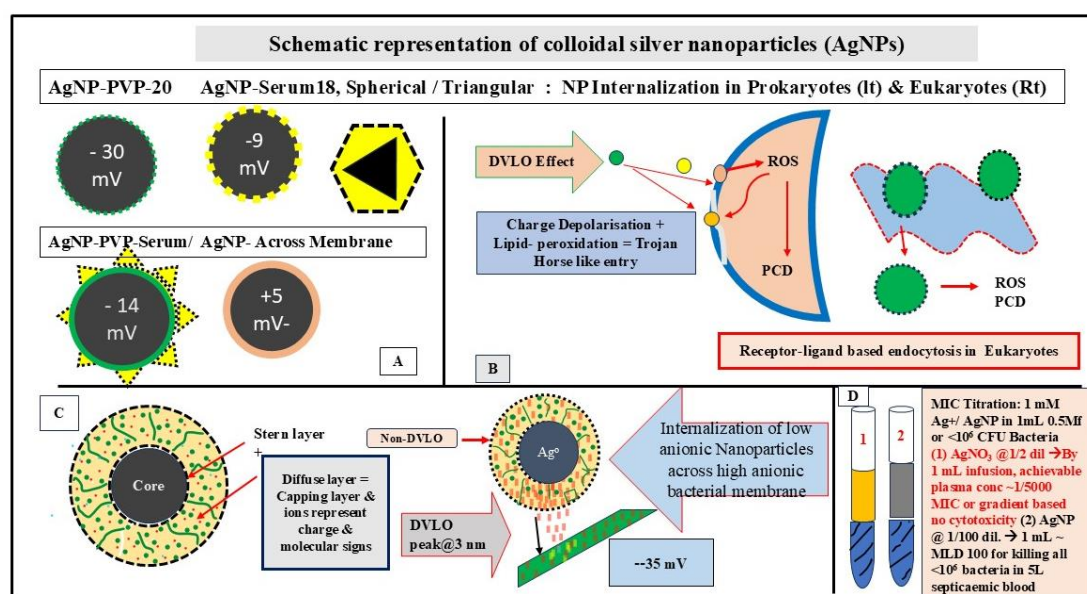 Schematic representation of colloidal silver nanoparticles (AgNPs)
AgNP-PVP-20 AgNP-Serum18, Spherical / Triangular : NP Internalization in Prokaryotes (lt) & Eukaryotes (Rt)
- 30
mV
-9
mV
AgNP-PVP-Serum/ AgNP- Across Membrane
- 14
mV
+5
mV-
A
DVLO Effect
Charge Depolarisation +
Lipid- peroxidation = Trojan
Horse like entry
ROS
PCD
ROS
PCD
B
Receptor-ligand based endocytosis in Eukaryotes
C
Core
Stern layer
+
Diffuse layer =
Capping layer &
ions represent
charge &
molecular signs
Non-DVLO
Ag⁰
DVLO
peak@3 nm
Internalization of low
anionic Nanoparticles
across high anionic
bacterial membrane
--35 mV
D
1
2
MIC Titration: 1 mM
Ag+/ AgNP in 1mL 0.5Mf
or <10⁶ CFU Bacteria
(1) AgNO₃ @1/2 dil →By
1 mL infusion, achievable
plasma conc ~1/5000
MIC or gradient based
no cytotoxicity (2) AgNP
@ 1/100 dil. → 1 mL ~
MLD 100 for killing all
<10⁶ bacteria in 5L
septicaemic blood